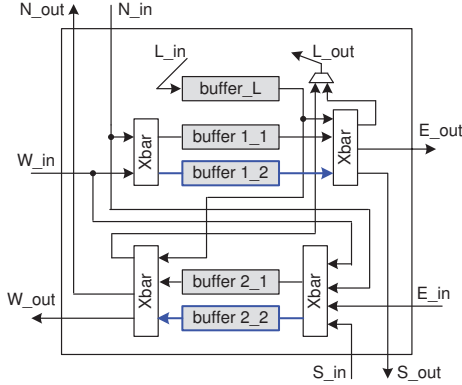 N_out
N_in
L_in
L_out
buffer_L
E_out
Xbar
buffer 1_1
Xbar
W_in
buffer 1_2
Xbar
buffer 2_1
Xbar
W_out
E_in
buffer 2_2
S_in
S_out